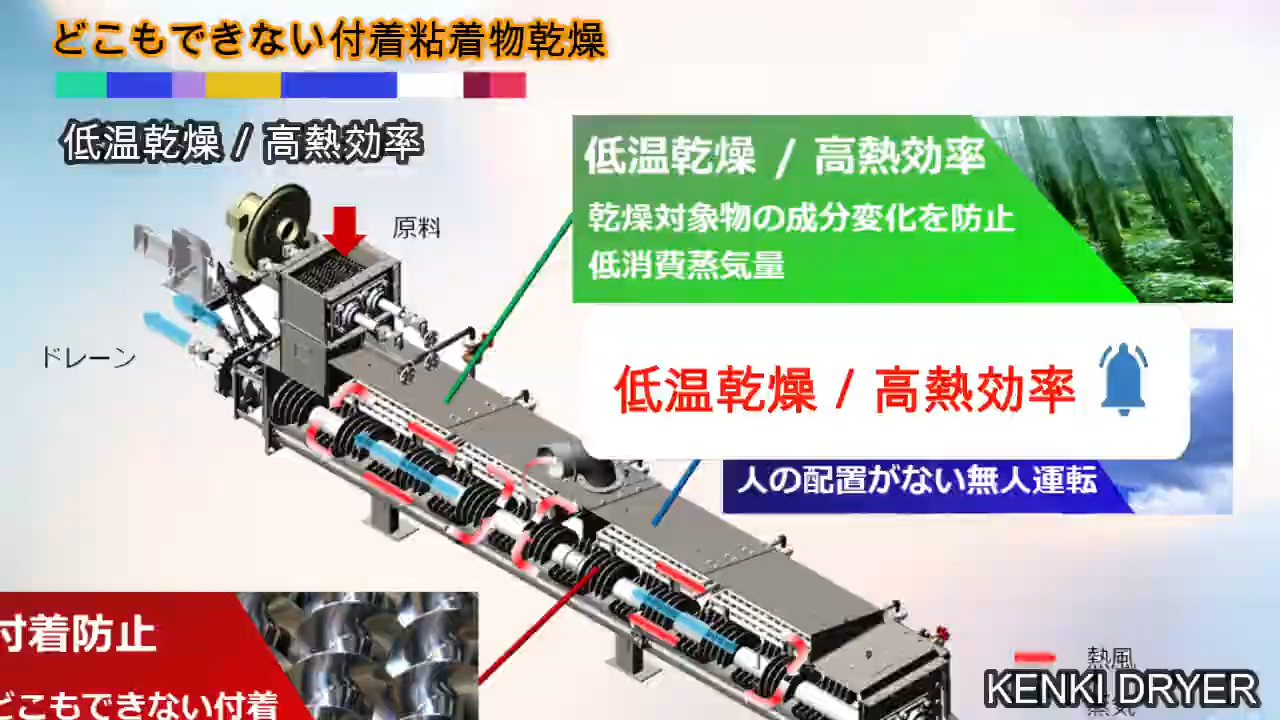 どこもできない付着粘着物乾燥
低温乾燥 / 高熱効率
原料
ドレーン
低温乾燥 / 高熱効率
乾燥対象物の成分変化を防止
低消費蒸気量
低温乾燥 / 高熱効率
人の配置がない無人運転
付着防止
どこもできない付着
熱風
蒸気
KENKI DRYER